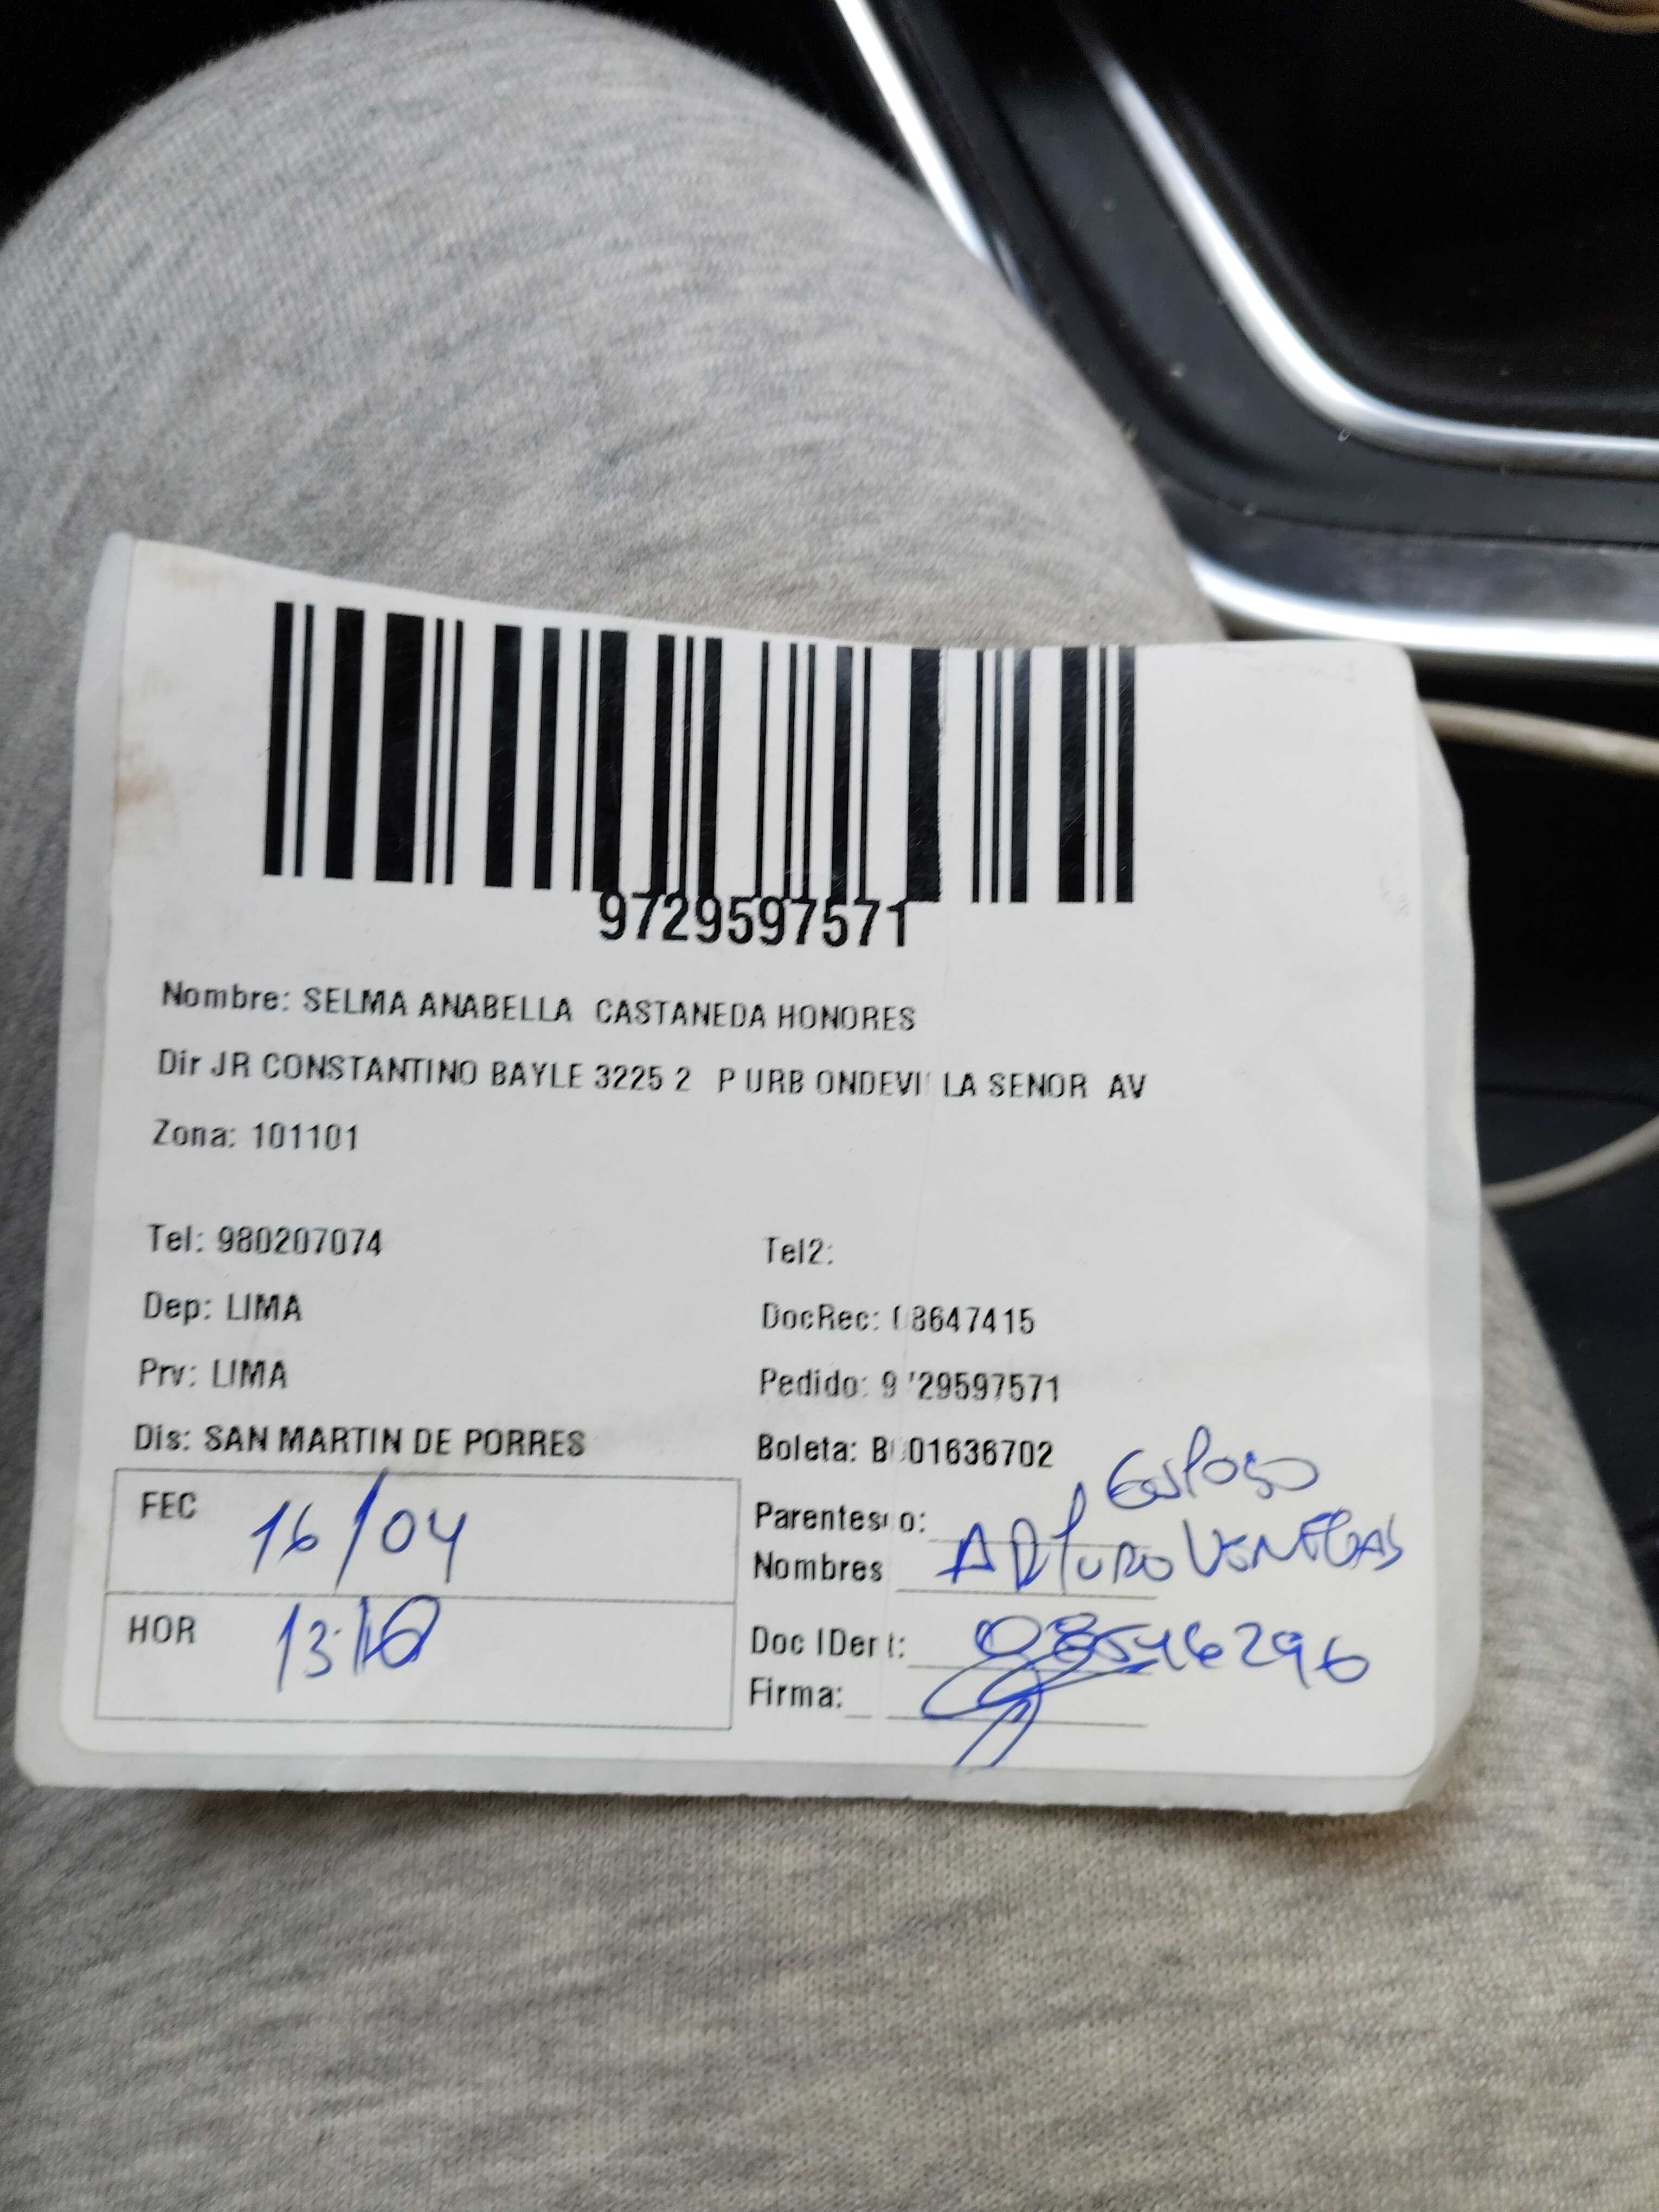 9729597571
Nombre: SELMA ANABELLA CASTANEDA HONORES
Dir JR CONSTANTINO BAYLE 3225 2 P URB ONDEVI LA SENOR AV
Zona: 101101
Tel: 980207074
Tel2:
Dep: LIMA
DocRec: 08647415
Prv: LIMA
Pedido: 9729597571
Dis: SAN MARTIN DE PORRES
Boleta: B001636702
FEC 16/04
Parentesco: Esposo
Nombres ARTURO VENEGAS
HOR
Doc IDent: 08546296
Firma: